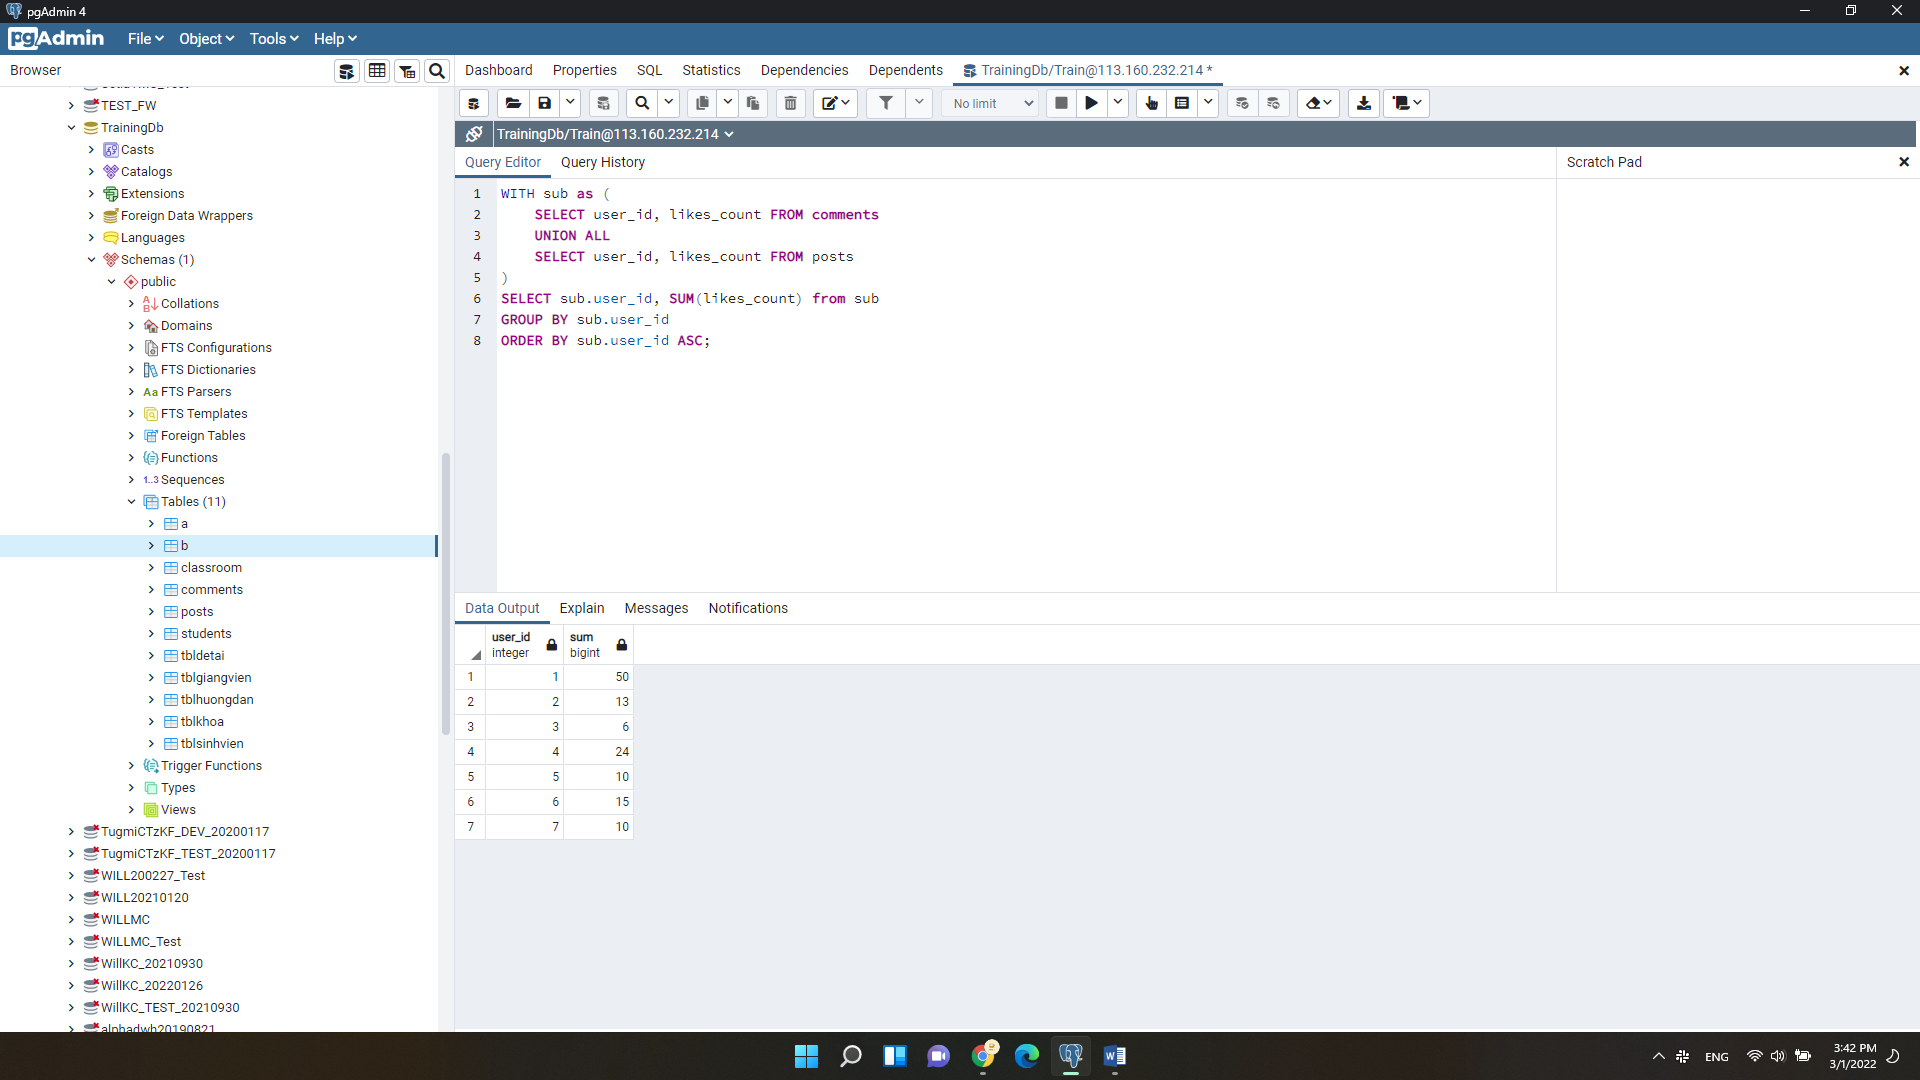 pgAdmin 4
pgAdmin File Object Tools Help
Browser
TEST_FW
TrainingDb
Casts
Catalogs
Extensions
Foreign Data Wrappers
Languages
Schemas (1)
public
Collations
Domains
FTS Configurations
FTS Dictionaries
Aa FTS Parsers
FTS Templates
Foreign Tables
Functions
1..3 Sequences
Tables (11)
a
b
classroom
comments
posts
students
tbldetai
tblgiangvien
tblhuongdan
tblkhoa
tblsinhvien
Trigger Functions
Types
Views
TugmiCTzKF_DEV_20200117
TugmiCTzKF_TEST_20200117
WILL200227_Test
WILL20210120
WILLMC
WILLMC_Test
WillKC_20210930
WillKC_20220126
WillKC_TEST_20210930
alphadwh20190821
Dashboard Properties SQL Statistics Dependencies Dependents TrainingDb/Train@113.160.232.214 *
No limit
TrainingDb/Train@113.160.232.214
Query Editor Query History
Scratch Pad
1 WITH sub as (
2 SELECT user_id, likes_count FROM comments
3 UNION ALL
4 SELECT user_id, likes_count FROM posts
5 )
6 SELECT sub.user_id, SUM(likes_count) from sub
7 GROUP BY sub.user_id
8 ORDER BY sub.user_id ASC;
Data Output Explain Messages Notifications
user_id sum
integer bigint
1 1 50
2 2 13
3 3 6
4 4 24
5 5 10
6 6 15
7 7 10
ENG
3:42 PM
3/1/2022